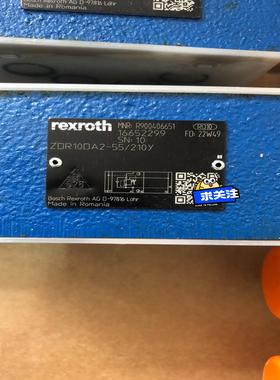 Bosch Rexroth AG D-97816 Lohr
Made in Romania
rexroth
MNR: R900406651
RO10
16652299
FD: 22W49
SN: 10
ZDR10DA2-55/210Y
求关注
Bosch Rexroth AG D-97816 Lohr
Made in Romania